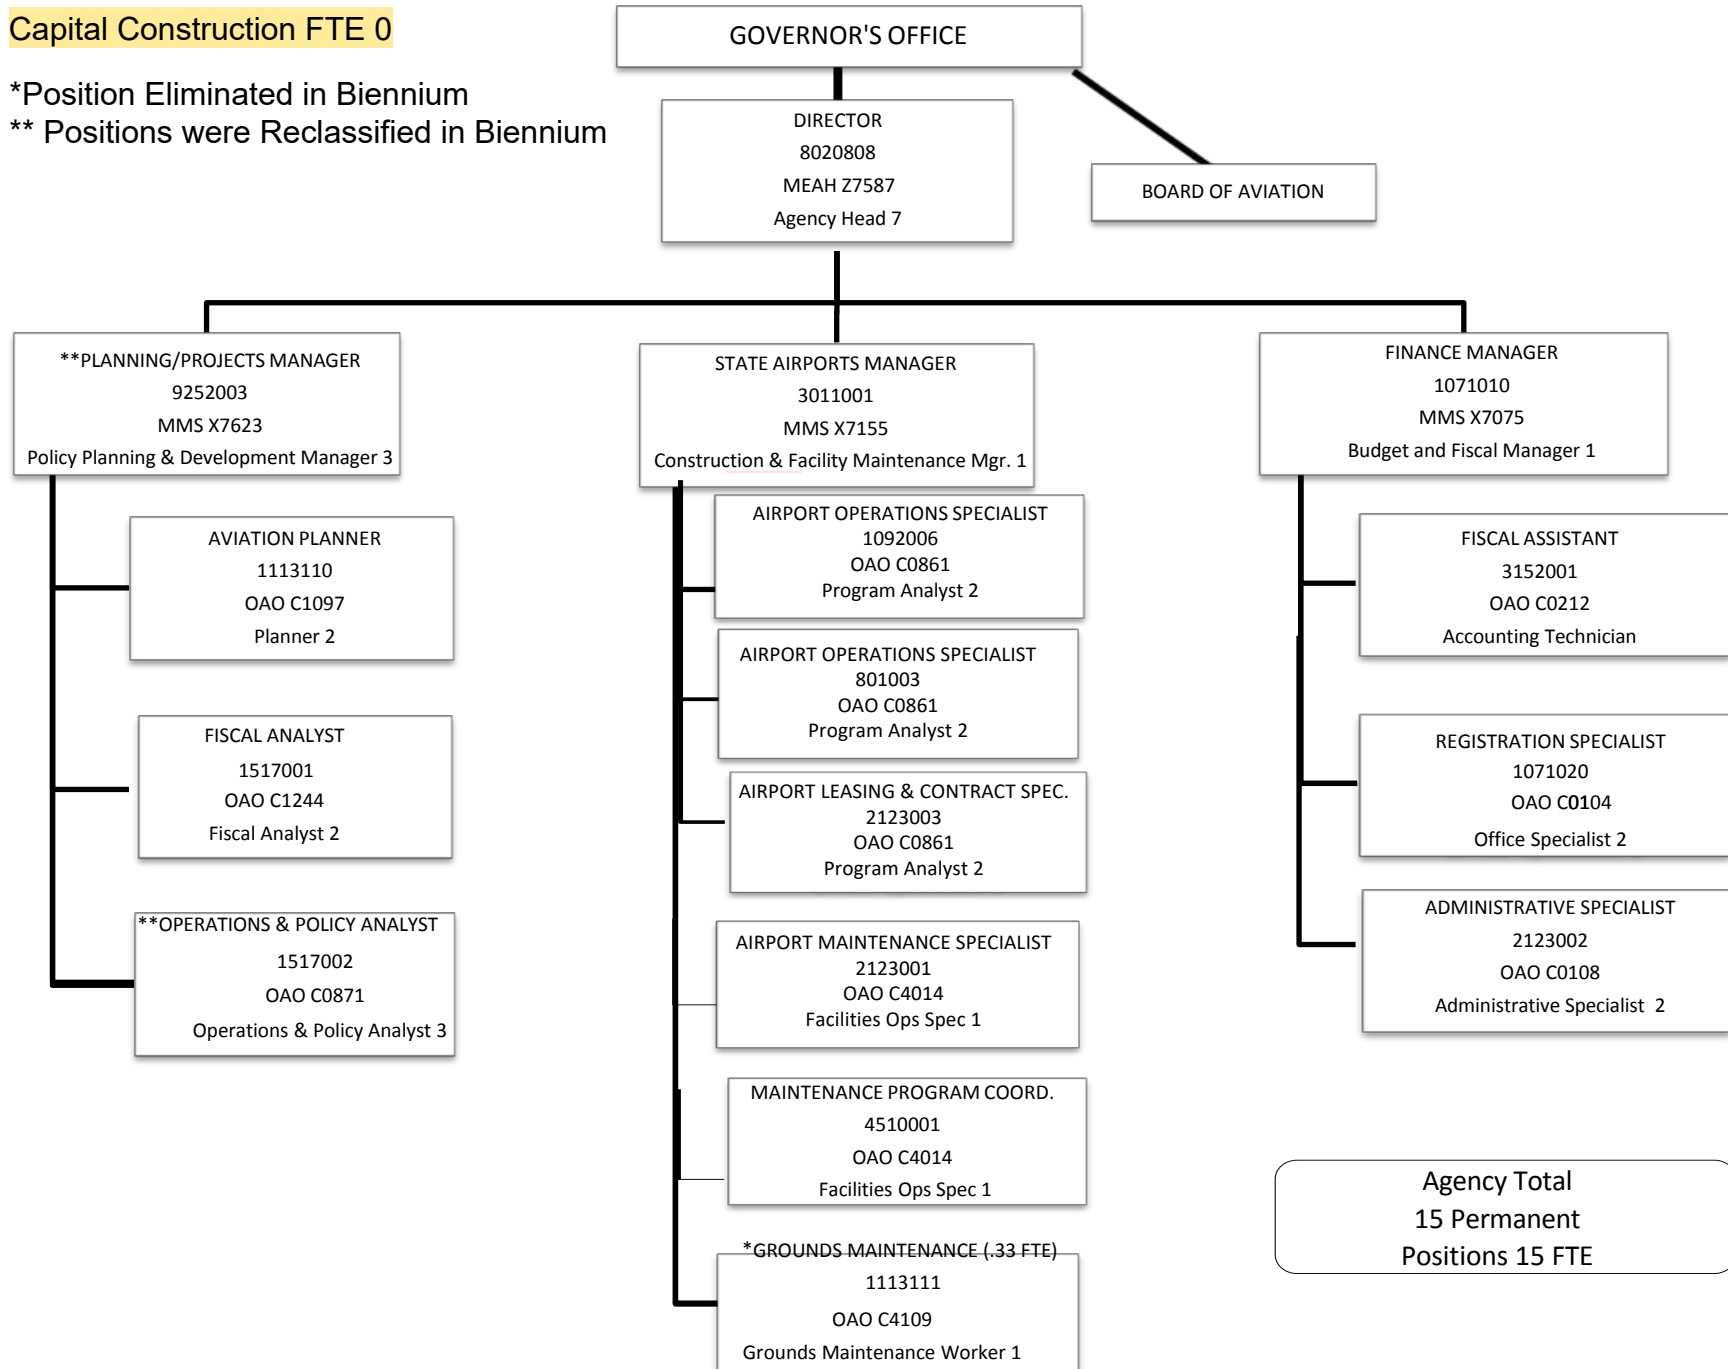 Capital Construction FTE 0
*Position Eliminated in Biennium
** Positions were Reclassified in Biennium
GOVERNOR'S OFFICE
DIRECTOR
8020808
MEAH Z7587
Agency Head 7
BOARD OF AVIATION
**PLANNING/PROJECTS MANAGER
9252003
MMS X7623
Policy Planning & Development Manager 3
AVIATION PLANNER
1113110
OAO C1097
Planner 2
FISCAL ANALYST
1517001
OAO C1244
Fiscal Analyst 2
**OPERATIONS & POLICY ANALYST
1517002
OAO C0871
Operations & Policy Analyst 3
STATE AIRPORTS MANAGER
3011001
MMS X7155
Construction & Facility Maintenance Mgr. 1
AIRPORT OPERATIONS SPECIALIST
1092006
OAO C0861
Program Analyst 2
AIRPORT OPERATIONS SPECIALIST
801003
OAO C0861
Program Analyst 2
AIRPORT LEASING & CONTRACT SPEC.
2123003
OAO C0861
Program Analyst 2
AIRPORT MAINTENANCE SPECIALIST
2123001
OAO C4014
Facilities Ops Spec 1
MAINTENANCE PROGRAM COORD.
4510001
OAO C4014
Facilities Ops Spec 1
*GROUNDS MAINTENANCE (.33 FTE)
1113111
OAO C4109
Grounds Maintenance Worker 1
FINANCE MANAGER
1071010
MMS X7075
Budget and Fiscal Manager 1
FISCAL ASSISTANT
3152001
OAO C0212
Accounting Technician
REGISTRATION SPECIALIST
1071020
OAO C0104
Office Specialist 2
ADMINISTRATIVE SPECIALIST
2123002
OAO C0108
Administrative Specialist 2
Agency Total
15 Permanent
Positions 15 FTE